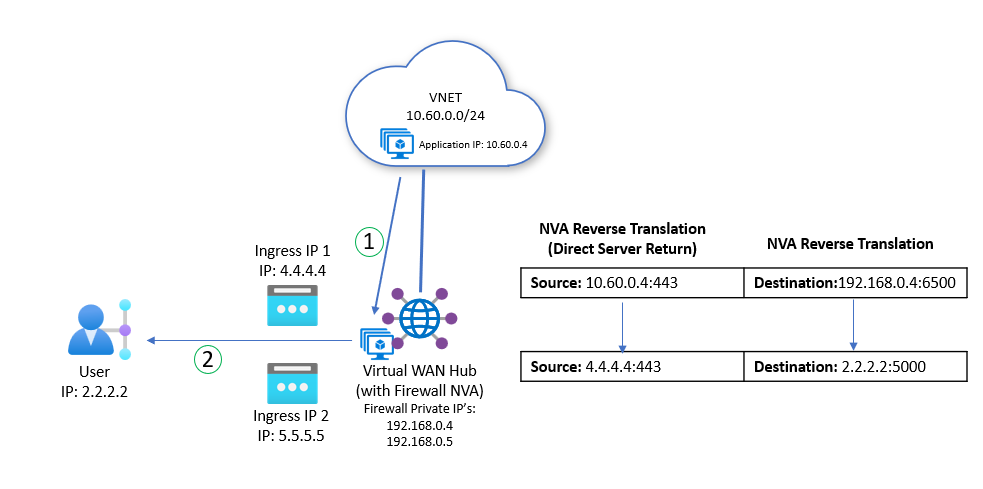 VNET
10.60.0.0/24
Application IP: 10.60.0.4
1
Ingress IP 1
IP: 4.4.4.4
2
User
IP: 2.2.2.2
Ingress IP 2
IP: 5.5.5.5
Virtual WAN Hub
(with Firewall NVA)
Firewall Private IP's:
192.168.0.4
192.168.0.5
NVA Reverse Translation
(Direct Server Return)
NVA Reverse Translation
Source: 10.60.0.4:443
Destination:192.168.0.4:6500
Source: 4.4.4.4:443
Destination: 2.2.2.2:5000